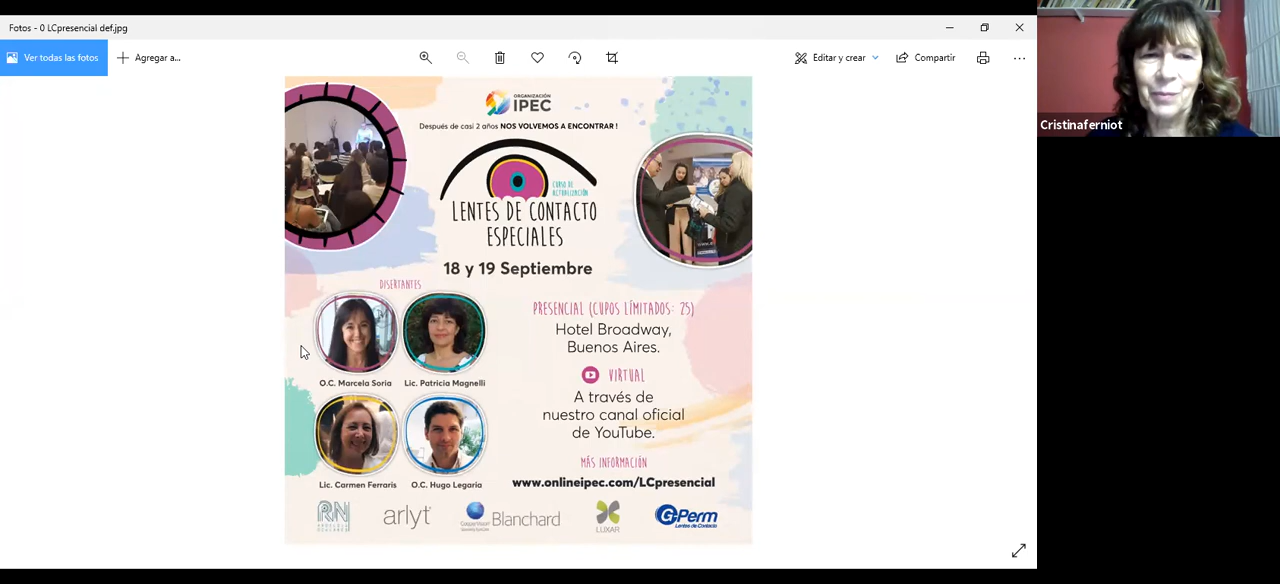 Fotos - 0 LCpresencial def.jpg
Ver todas las fotos
Agregar a...
Editar y crear
Compartir
Cristinaferniot
ORGANIZACIÓN
IPEC
Después de casi 2 años NOS VOLVEMOS A ENCONTRAR !
CURSO DE
ACTUALIZACIÓN
LENTES DE CONTACTO
ESPECIALES
18 y 19 Septiembre
DISERTANTES
O.C. Marcela Soria
Lic. Patricia Magnelli
Lic. Carmen Ferraris
O.C. Hugo Legaria
PRESENCIAL (CUPOS LÍMITADOS: 25)
Hotel Broadway,
Buenos Aires.
VIRTUAL
A través de
nuestro canal oficial
de YouTube.
MÁS INFORMACIÓN
www.onlineipec.com/LCpresencial
RN
arlyt
CooperVision
Blanchard
LUXAR
G-Perm
Lentes de Contacto